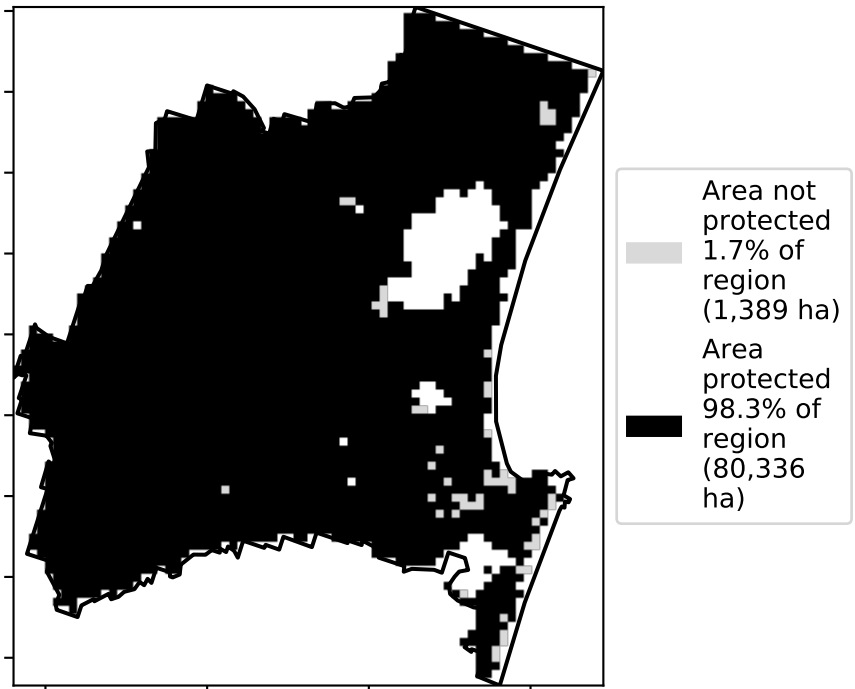 Area not
protected
1.7% of
region
(1,389 ha)
Area
protected
98.3% of
region
(80,336
ha)